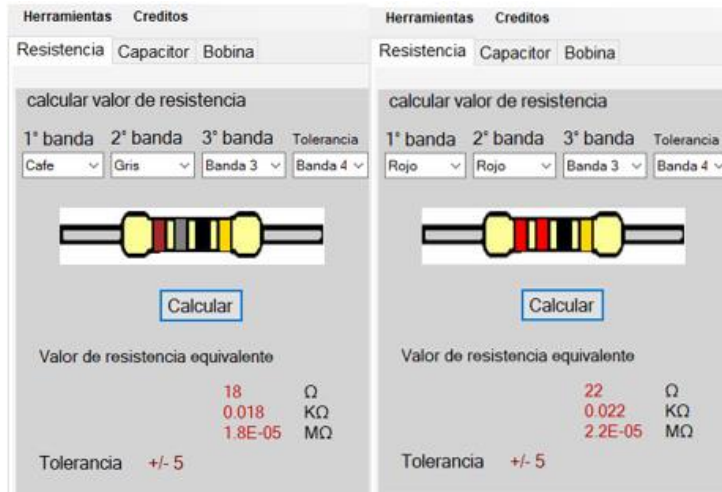 Herramientas Creditos
Resistencia Capacitor Bobina
calcular valor de resistencia
1° banda 2° banda 3° banda Tolerancia
Cafe Gris Banda 3 Banda 4
Calcular
Valor de resistencia equivalente
18 Ω
0.018 KΩ
1.8E-05 MΩ
Tolerancia +/- 5
Herramientas Creditos
Resistencia Capacitor Bobina
calcular valor de resistencia
1° banda 2° banda 3° banda Tolerancia
Rojo Rojo Banda 3 Banda 4
Calcular
Valor de resistencia equivalente
22 Ω
0.022 KΩ
2.2E-05 MΩ
Tolerancia +/- 5